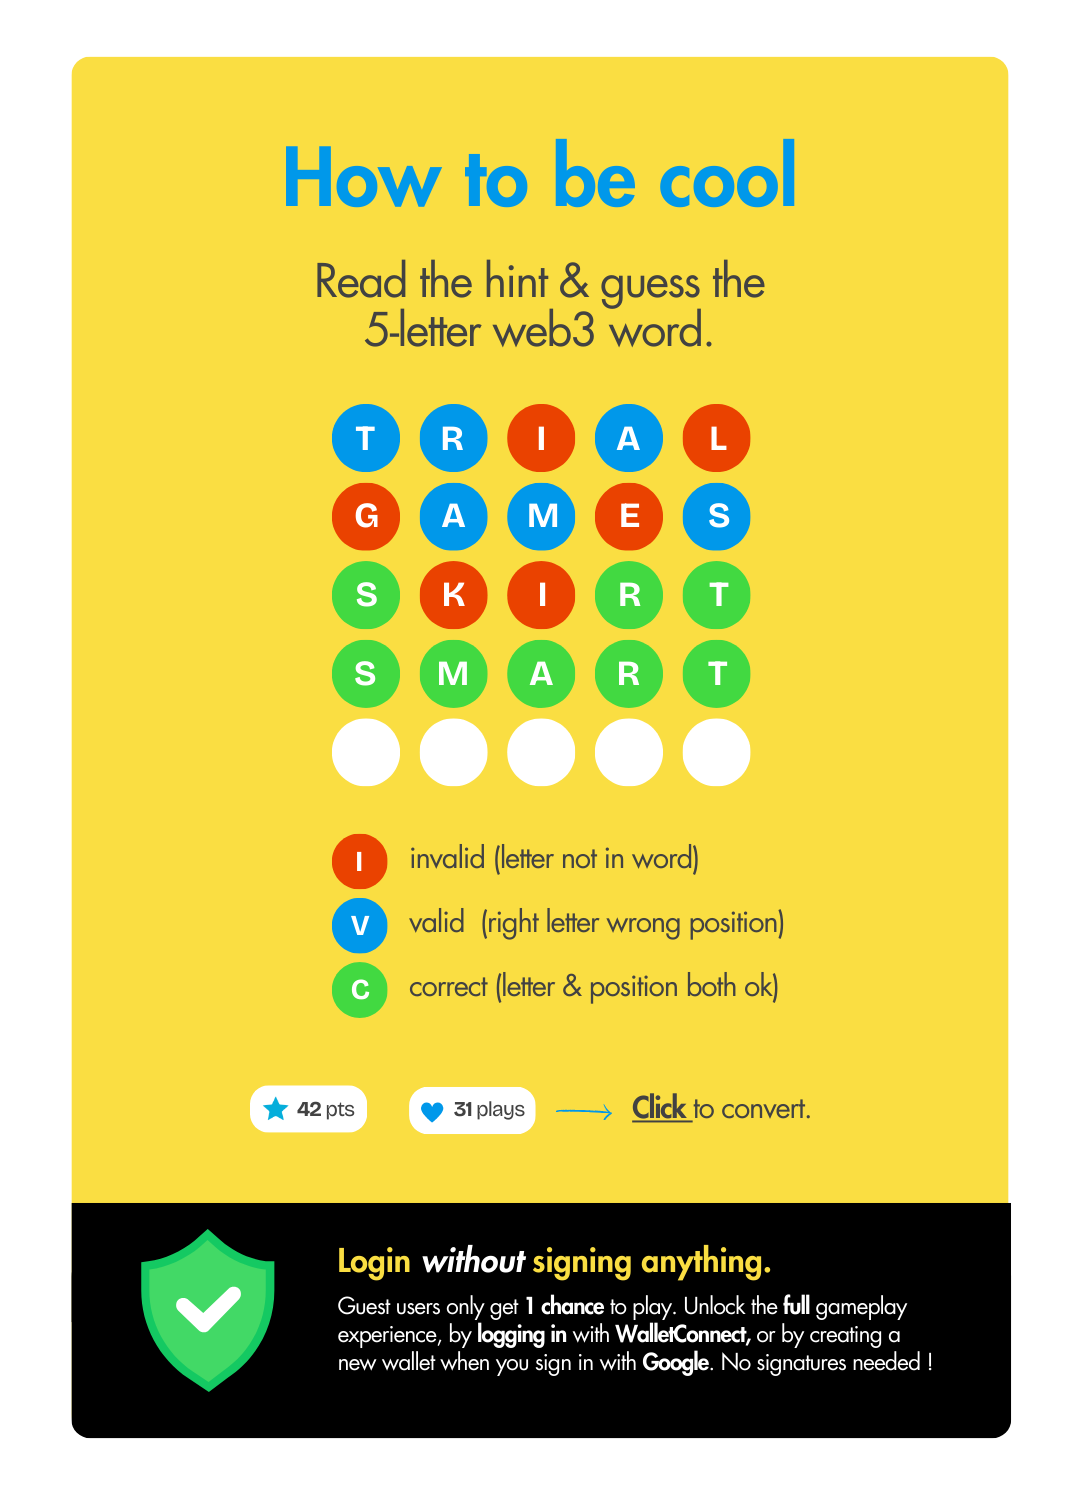 How to be cool
Read the hint & guess the
5-letter web3 word.
T R I A L
G A M E S
S K I R T
S M A R T
I invalid (letter not in word)
V valid (right letter wrong position)
C correct (letter & position both ok)
42 pts 31 plays Click to convert.
Login without signing anything.
Guest users only get 1 chance to play. Unlock the full gameplay
experience, by logging in with WalletConnect, or by creating a
new wallet when you sign in with Google. No signatures needed !